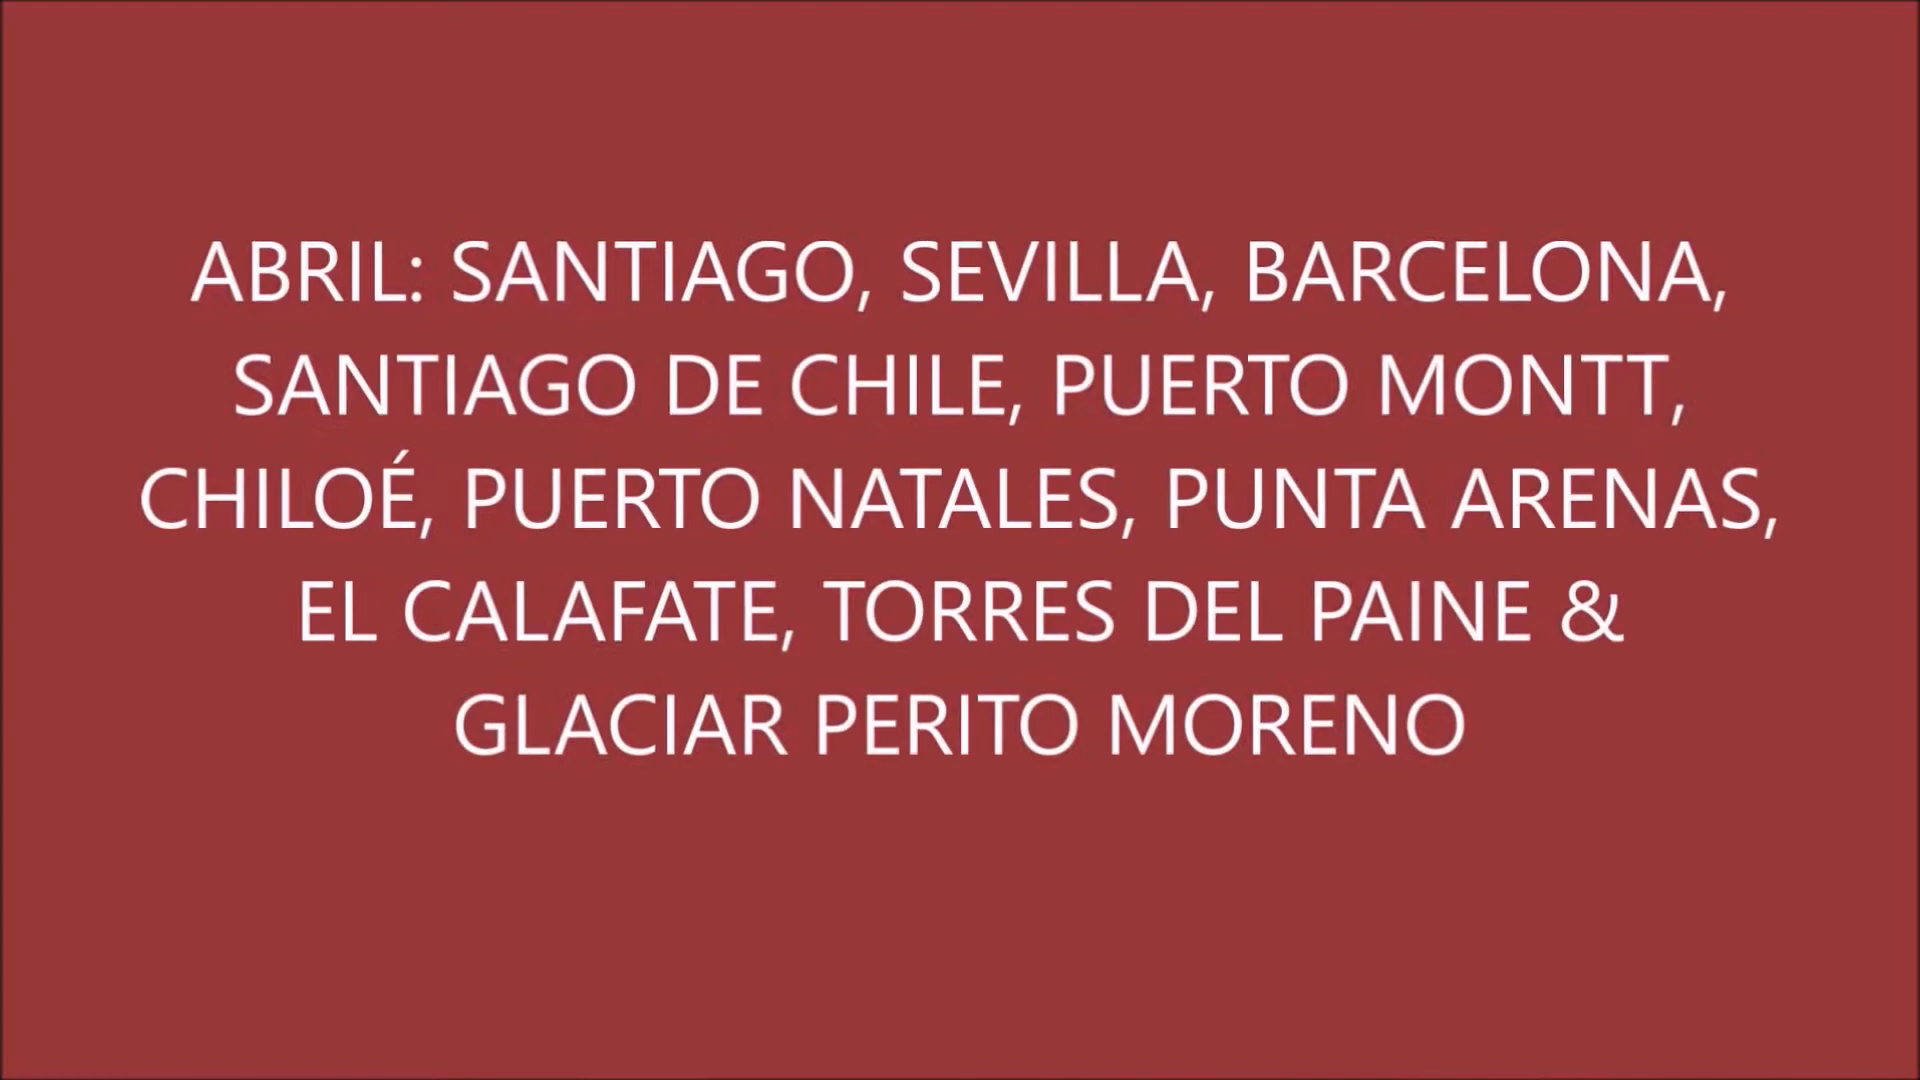 ABRIL: SANTIAGO, SEVILLA, BARCELONA,
SANTIAGO DE CHILE, PUERTO MONTT,
CHILOÉ, PUERTO NATALES, PUNTA ARENAS,
EL CALAFATE, TORRES DEL PAINE &
GLACIAR PERITO MORENO